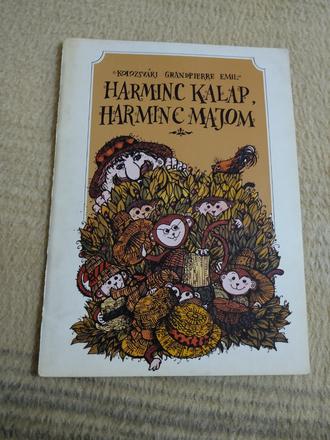 KOLOZSVÁRI GRANDPIERRE EMIL
HARMINC KALAP,
HARMINC MAJOM